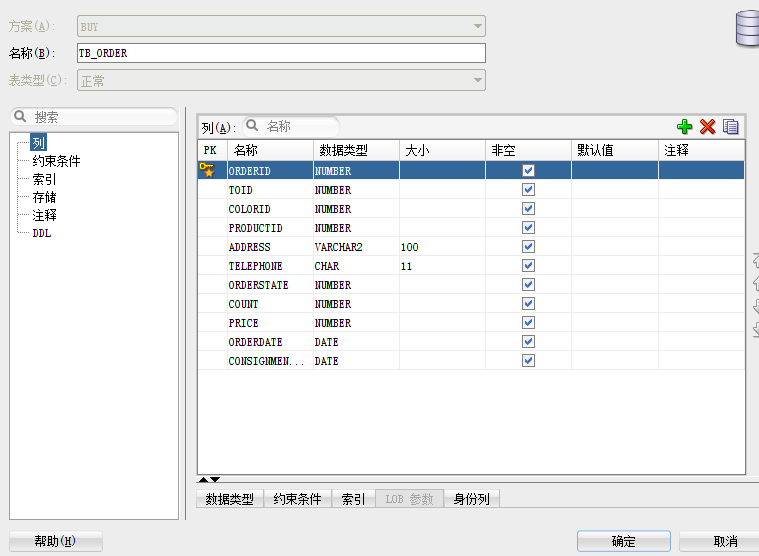 方案(A): BUY
名称(B): TB_ORDER
表类型(C): 正常
搜索
列
约束条件
索引
存储
注释
DDL
列(A): 名称
PK 名称 数据类型 大小 非空 默认值 注释
ORDERID NUMBER
TOID NUMBER
COLORID NUMBER
PRODUCTID NUMBER
ADDRESS VARCHAR2 100
TELEPHONE CHAR 11
ORDERSTATE NUMBER
COUNT NUMBER
PRICE NUMBER
ORDERDATE DATE
CONSIGNMEN... DATE
数据类型 约束条件 索引 LOB 参数 身份列
帮助(H) 确定 取消